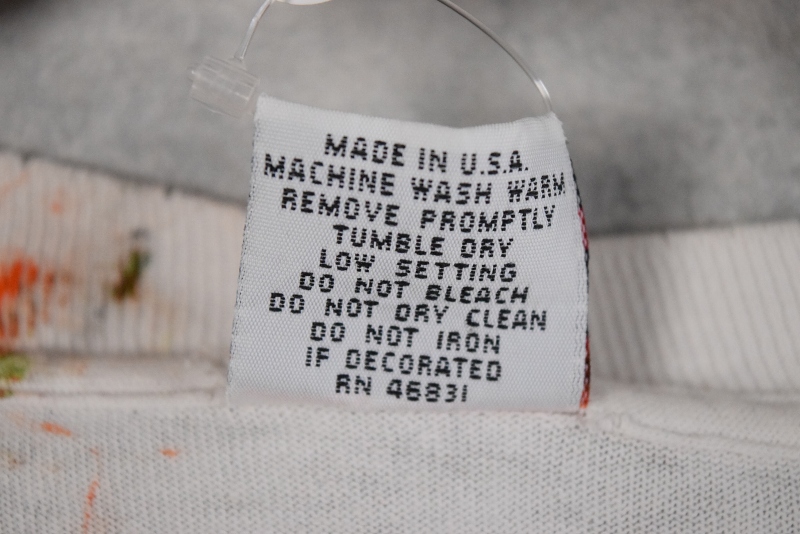 MADE IN U.S.A.
MACHINE WASH WARM
REMOVE PROMPTLY
TUMBLE DRY
LOW SETTING
DO NOT BLEACH
DO NOT DRY CLEAN
DO NOT IRON
IF DECORATED
RN 46831